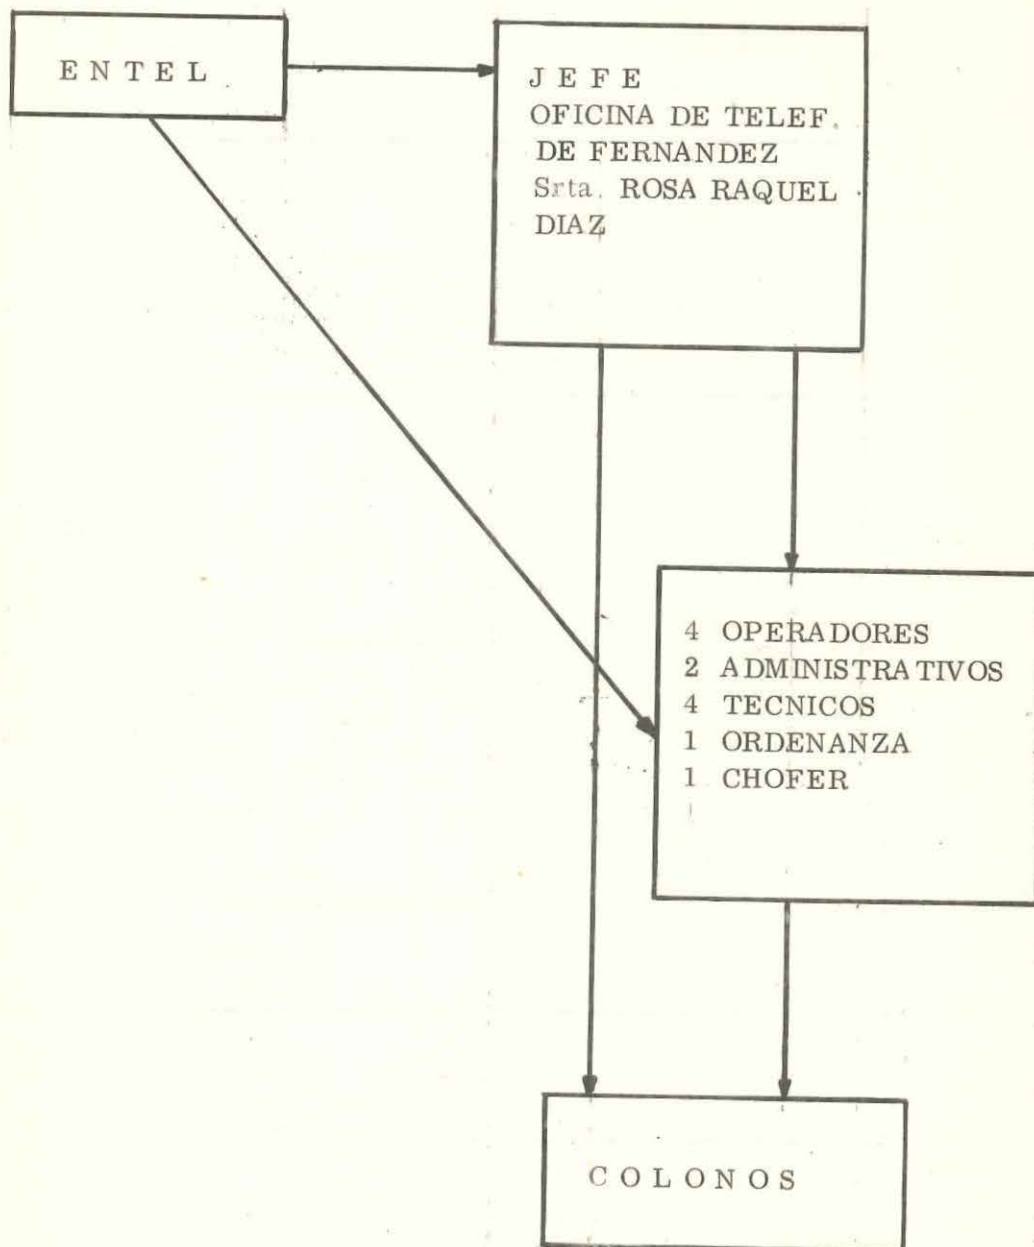 ENTEL
JEFE
OFICINA DE TELEF.
DE FERNANDEZ
Srta. ROSA RAQUEL
DIAZ
4 OPERADORES
2 ADMINISTRATIVOS
4 TECNICOS
1 ORDENANZA
1 CHOFER
COLONOS